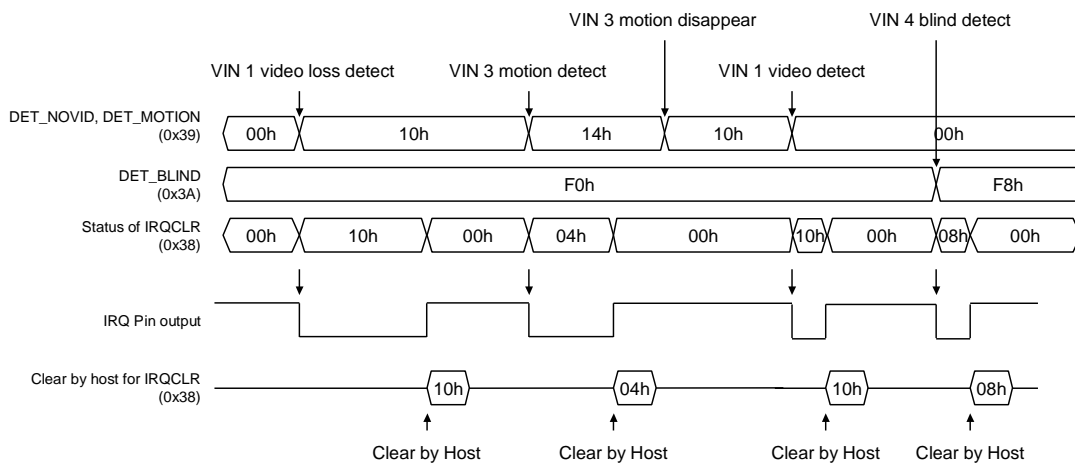 VIN 3 motion disappear
VIN 4 blind detect
VIN 1 video loss detect
VIN 3 motion detect
VIN 1 video detect
DET_NOVID, DET_MOTION
(0x39)
00h
10h
14h
10h
00h
DET_BLIND
(0x3A)
F0h
F8h
Status of IRQCLR
(0x38)
00h
10h
00h
04h
00h
10h
00h
08h
00h
IRQ Pin output
Clear by host for IRQCLR
(0x38)
10h
04h
10h
08h
Clear by Host
Clear by Host
Clear by Host
Clear by Host